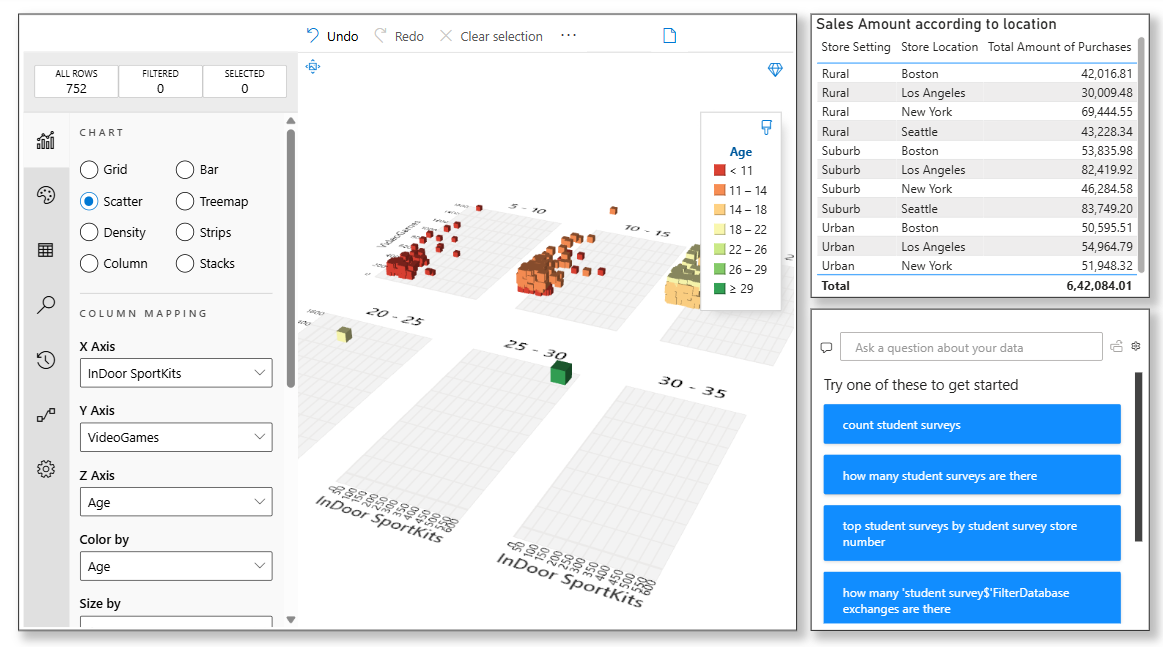 Undo
Redo
Clear selection
ALL ROWS
752
FILTERED
0
SELECTED
0
CHART
Grid
Bar
Scatter
Treemap
Density
Strips
Column
Stacks
COLUMN MAPPING
X Axis
InDoor SportKits
Y Axis
VideoGames
Z Axis
Age
Color by
Age
Size by
5 - 10
10 - 15
VideoGames
20 - 25
25 - 30
30 - 35
InDoor SportKits
InDoor SportKits
Age
< 11
11 – 14
14 – 18
18 – 22
22 – 26
26 – 29
≥ 29
Sales Amount according to location
Store Setting Store Location Total Amount of Purchases
Rural Boston 42,016.81
Rural Los Angeles 30,009.48
Rural New York 69,444.55
Rural Seattle 43,228.34
Suburb Boston 53,835.98
Suburb Los Angeles 82,419.92
Suburb New York 46,284.58
Suburb Seattle 83,749.20
Urban Boston 50,595.51
Urban Los Angeles 54,964.79
Urban New York 51,948.32
Total 6,42,084.01
Ask a question about your data
Try one of these to get started
count student surveys
how many student surveys are there
top student surveys by student survey store
number
how many 'student survey$'FilterDatabase
exchanges are there